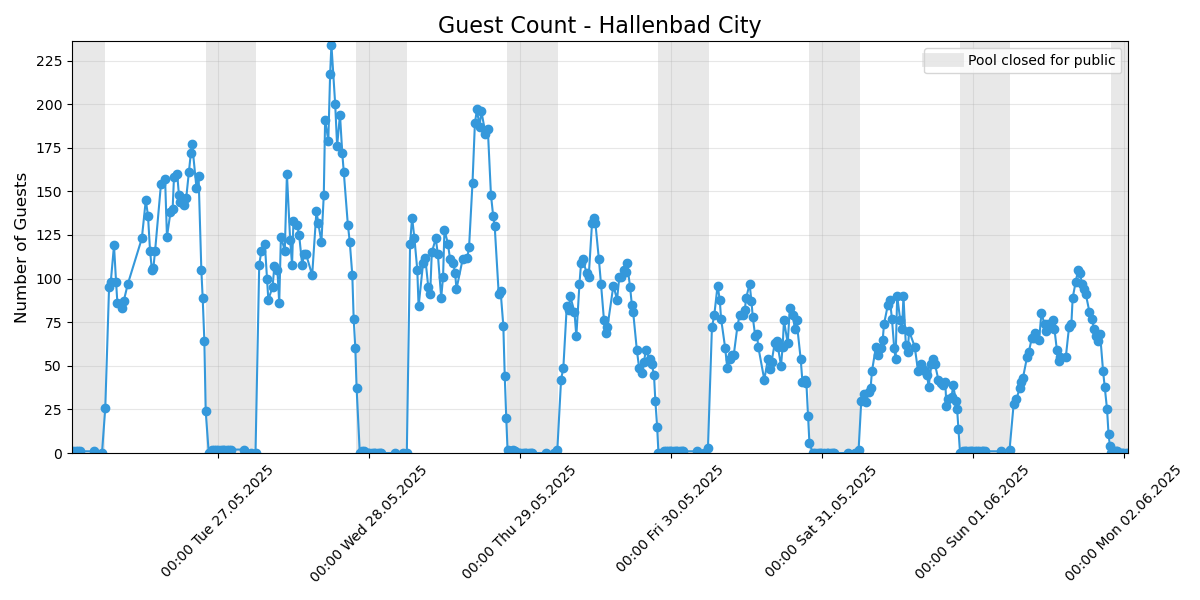 Guest Count - Hallenbad City
Pool closed for public
Number of Guests
225
200
175
150
125
100
75
50
25
0
00:00 Tue 27.05.2025
00:00 Wed 28.05.2025
00:00 Thu 29.05.2025
00:00 Fri 30.05.2025
00:00 Sat 31.05.2025
00:00 Sun 01.06.2025
00:00 Mon 02.06.2025